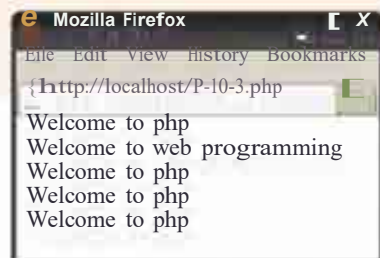 Mozilla Firefox X
File Edit View History Bookmarks
http://localhost/P-10-3.php
Welcome to php
Welcome to web programming
Welcome to php
Welcome to php
Welcome to php